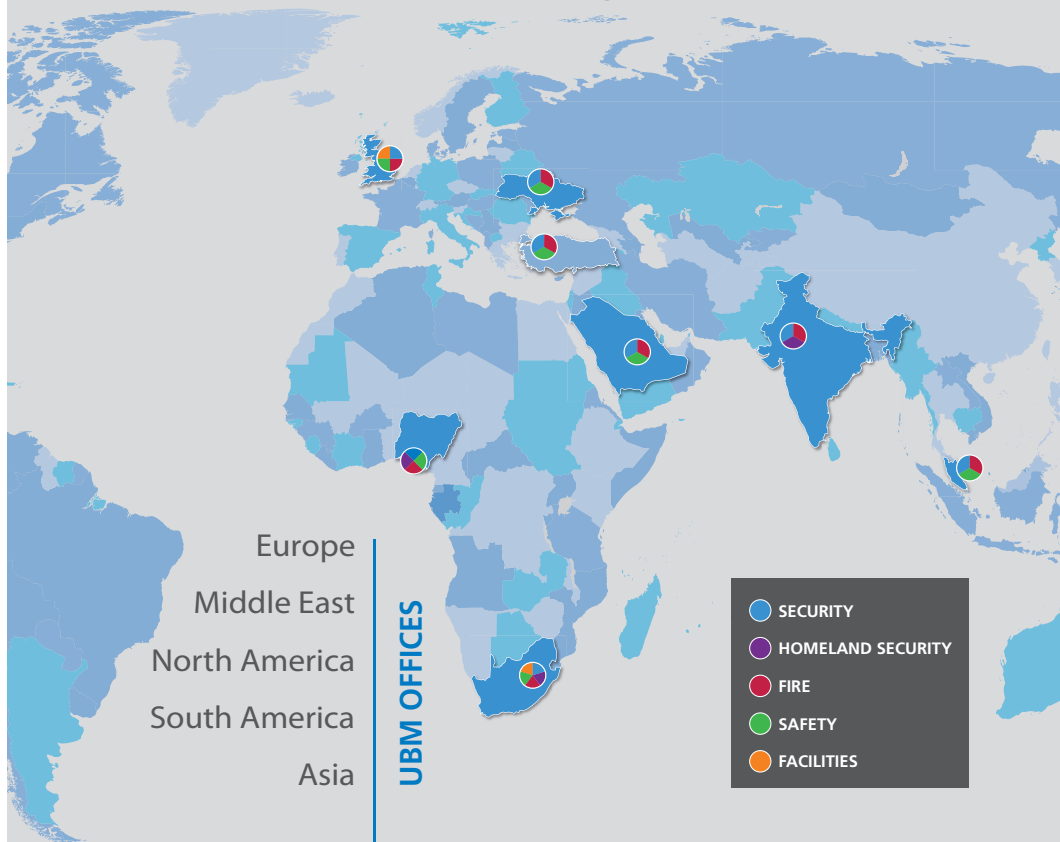 Europe
Middle East
North America
South America
Asia
UBM OFFICES
SECURITY
HOMELAND SECURITY
FIRE
SAFETY
FACILITIES